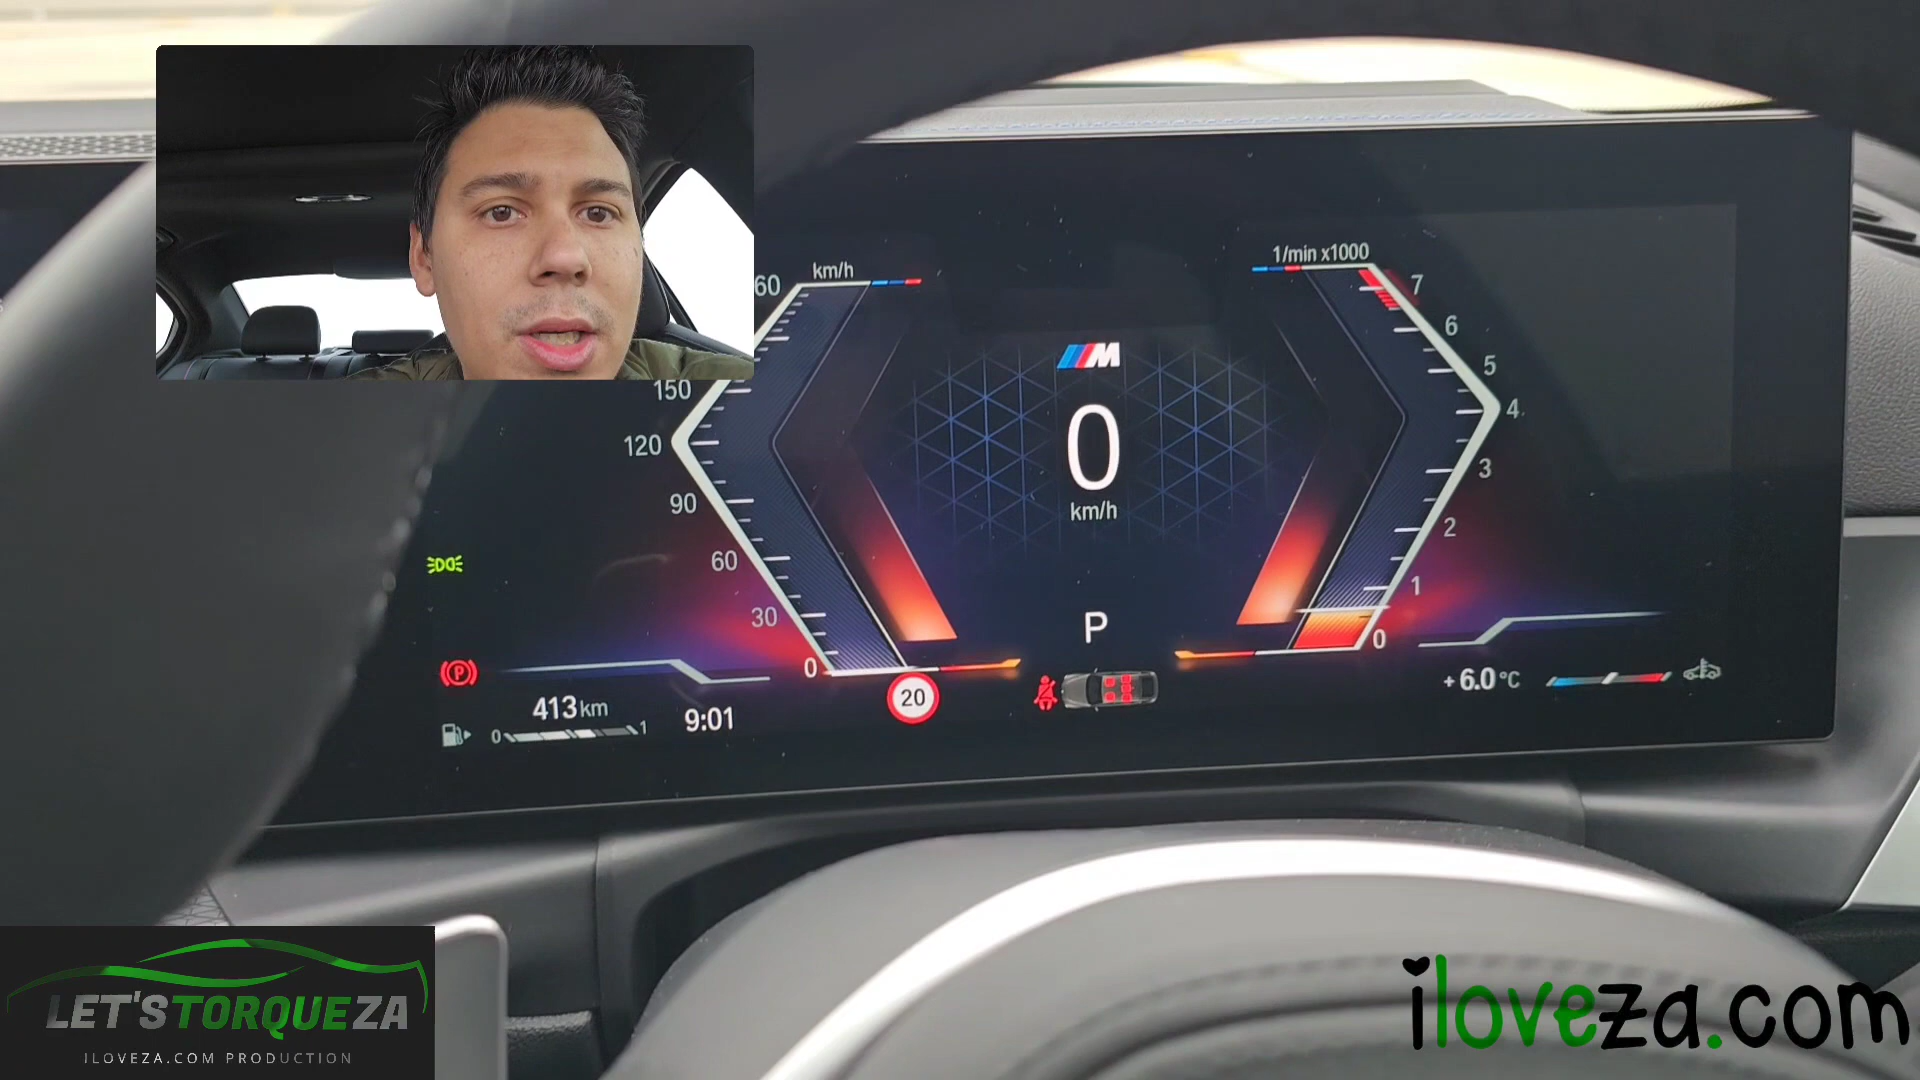 km/h
1/min x1000
60
7
6
5
150
4
M
0
120
3
90
km/h
2
60
1
30
P
0
0
P
20
+6.0°C
413km
9:01
0
1
LET'STORQUEZA
ILOVEZA.COM PRODUCTION
iloveza.com